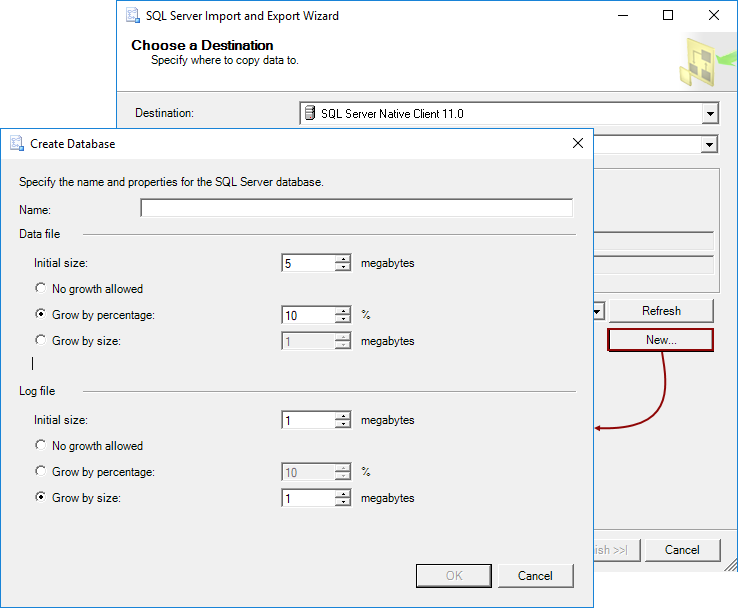 SQL Server Import and Export Wizard
Choose a Destination
Specify where to copy data to.
Destination: SQL Server Native Client 11.0
Create Database
Specify the name and properties for the SQL Server database.
Name:
Data file
Initial size: 5 megabytes
No growth allowed
Grow by percentage: 10 %
Grow by size: 1 megabytes
Log file
Initial size: 1 megabytes
No growth allowed
Grow by percentage: 10 %
Grow by size: 1 megabytes
OK Cancel
Refresh
New...
Cancel